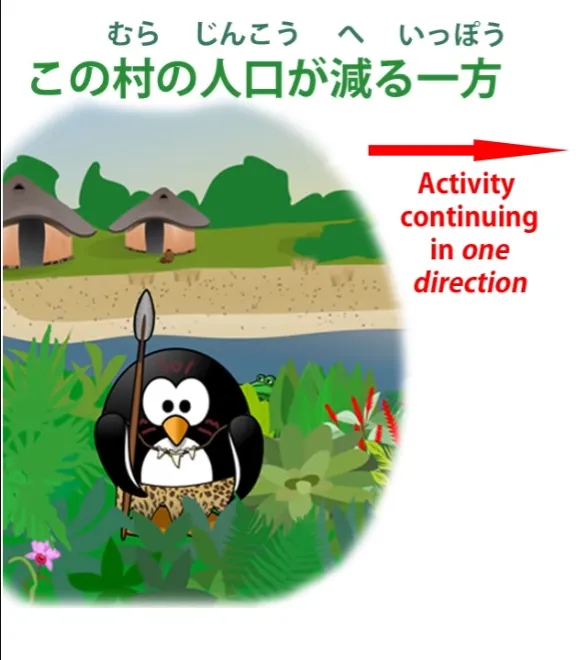 むら じんこう へ いっぽう
この村の人口が減る一方
Activity
continuing
in one
direction